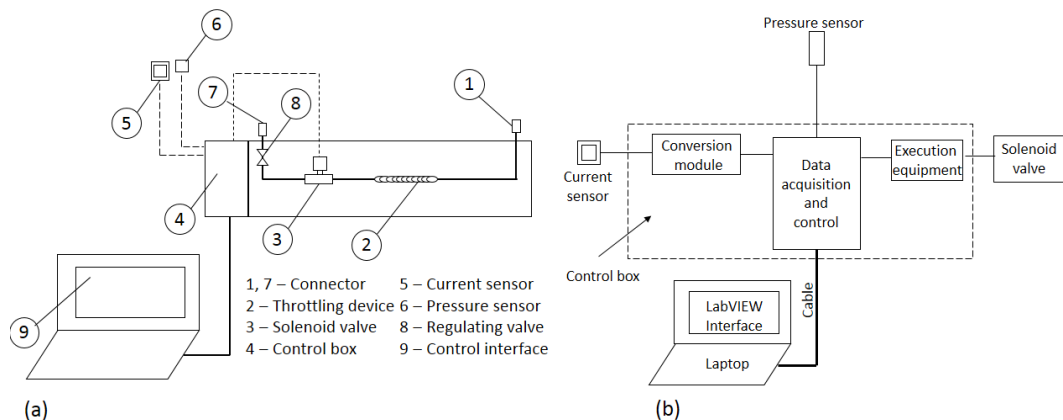 6
5
7
8
1
4
3
2
9
1, 7 – Connector
2 – Throttling device
3 – Solenoid valve
4 – Control box
5 – Current sensor
6 – Pressure sensor
8 – Regulating valve
9 – Control interface
(a)
Pressure sensor
Conversion
module
Current
sensor
Data
acquisition
and
control
Execution
equipment
Solenoid
valve
Control box
Cable
LabVIEW
Interface
Laptop
(b)